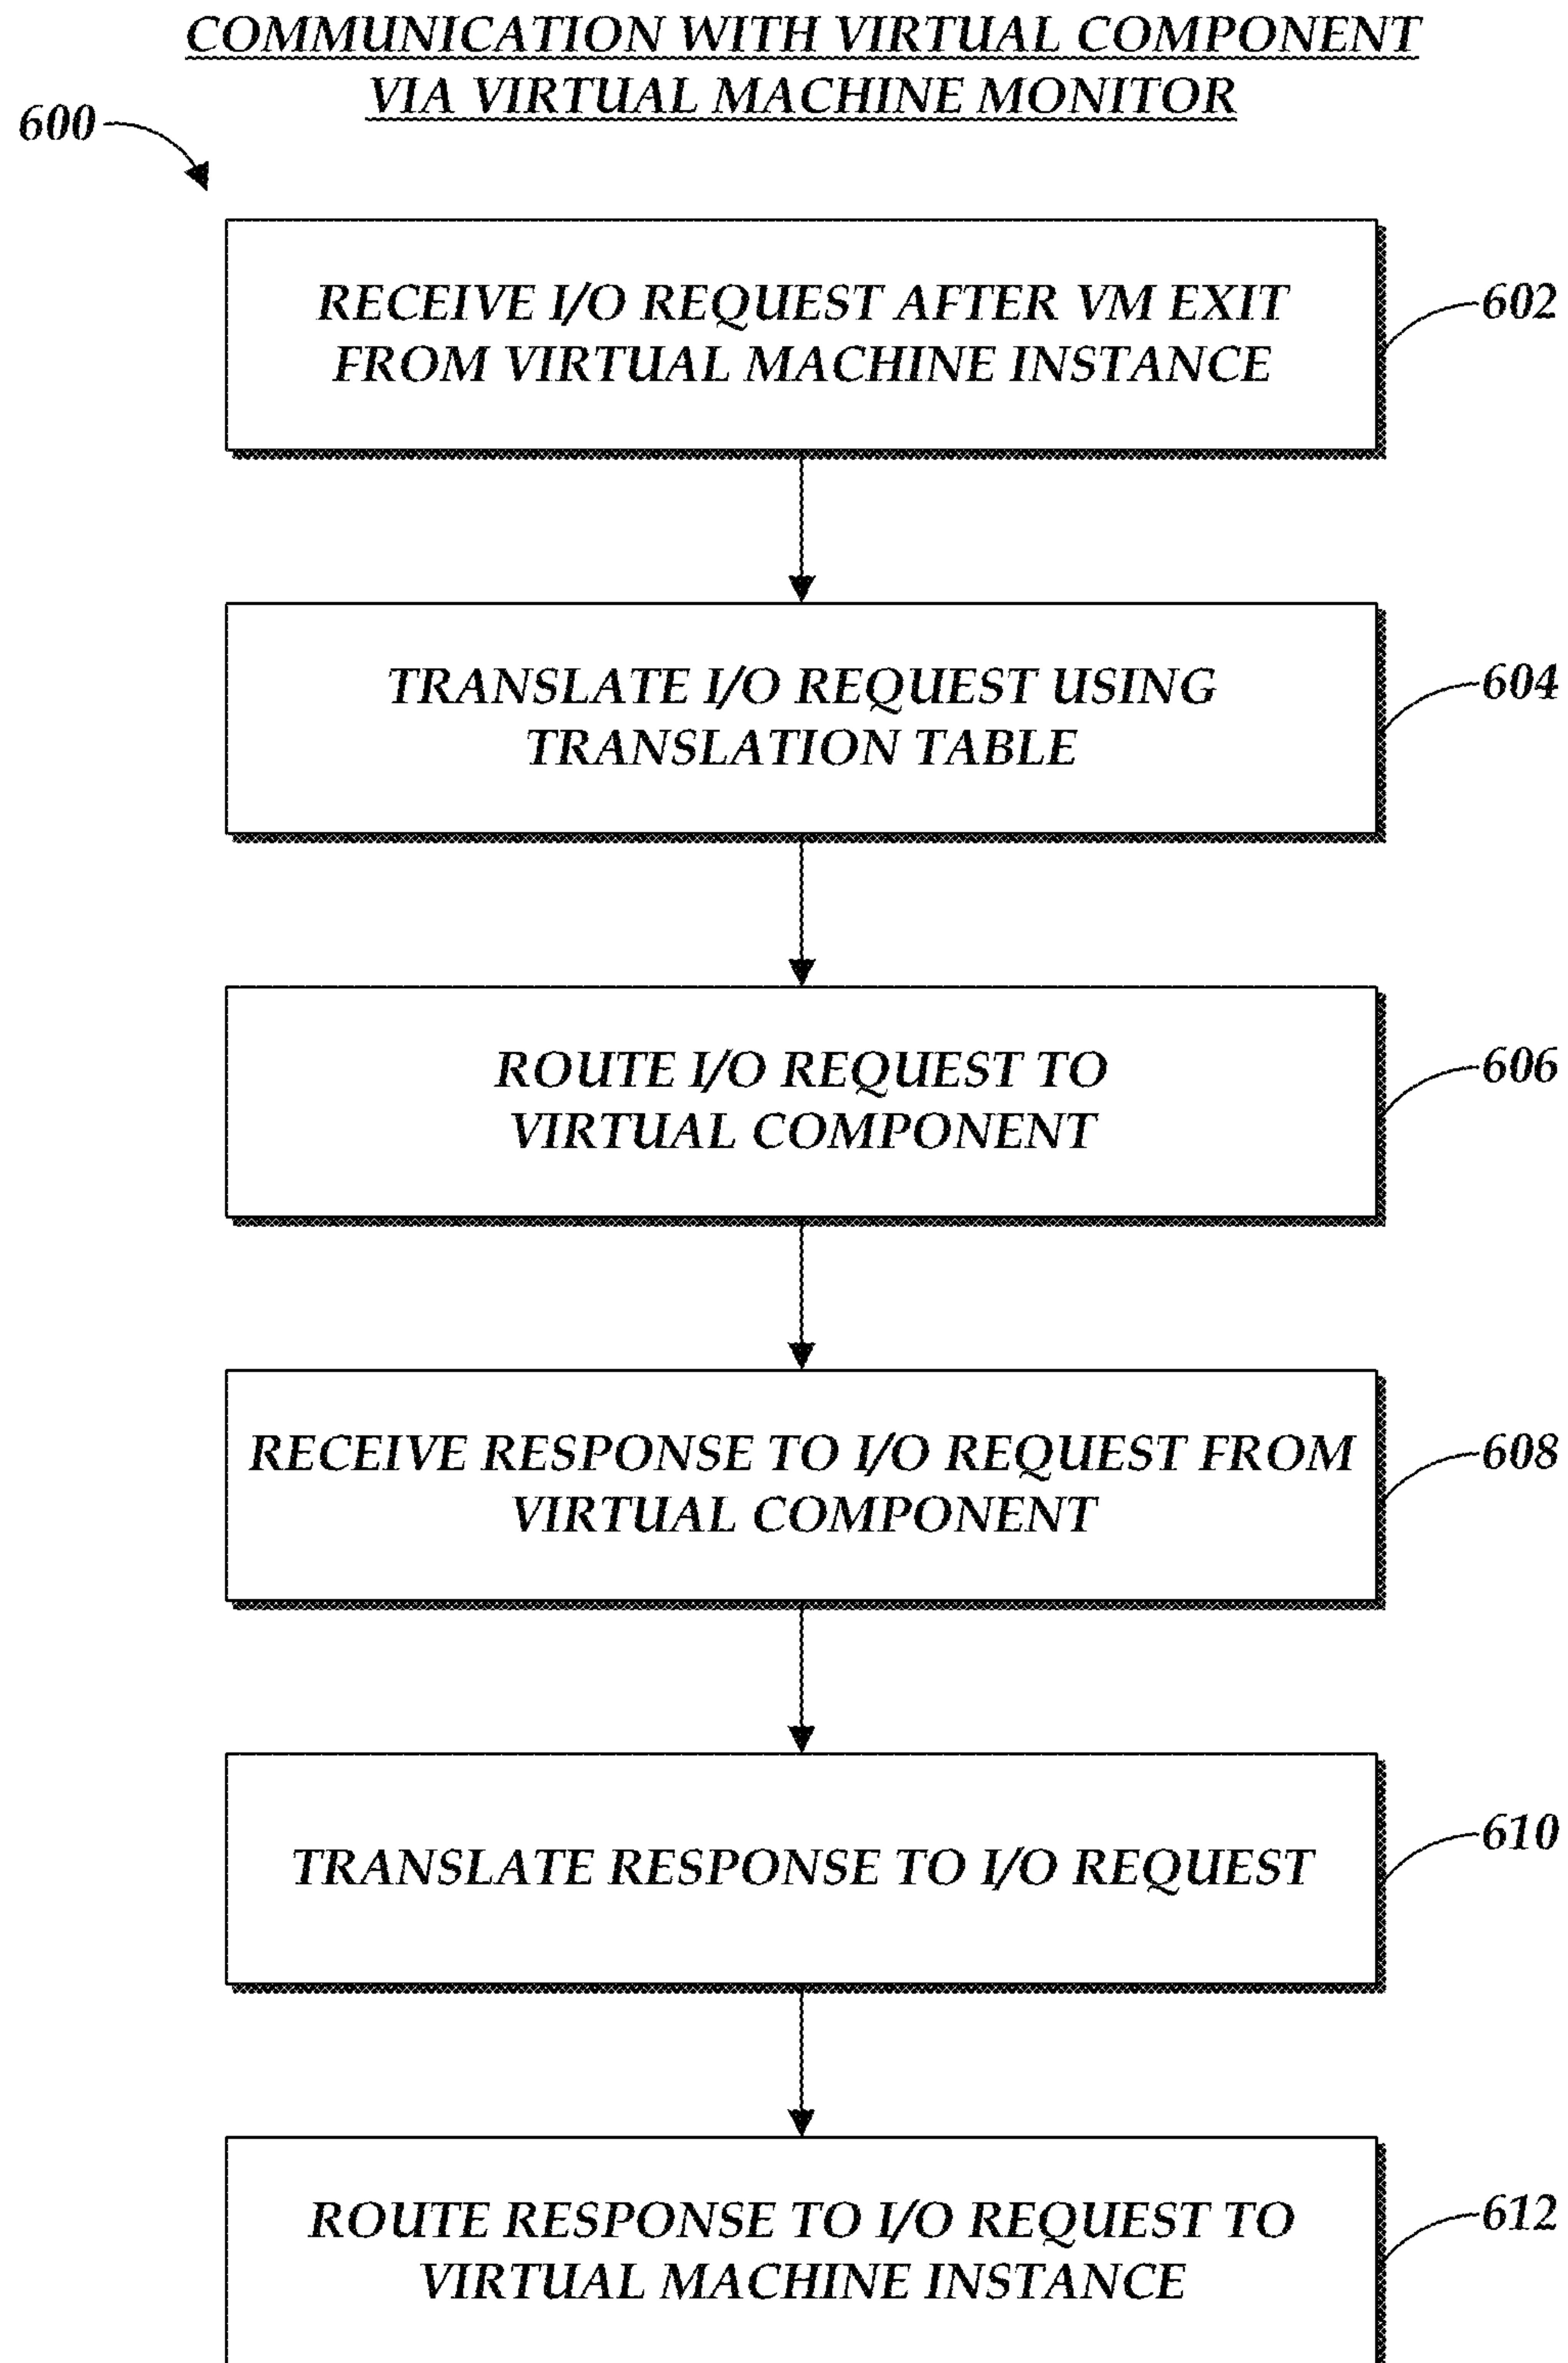 COMMUNICATION WITH VIRTUAL COMPONENT
VIA VIRTUAL MACHINE MONITOR
600
RECEIVE I/O REQUEST AFTER VM EXIT
FROM VIRTUAL MACHINE INSTANCE
602
TRANSLATE I/O REQUEST USING
TRANSLATION TABLE
604
ROUTE I/O REQUEST TO
VIRTUAL COMPONENT
606
RECEIVE RESPONSE TO I/O REQUEST FROM
VIRTUAL COMPONENT
608
TRANSLATE RESPONSE TO I/O REQUEST
610
ROUTE RESPONSE TO I/O REQUEST TO
VIRTUAL MACHINE INSTANCE
612